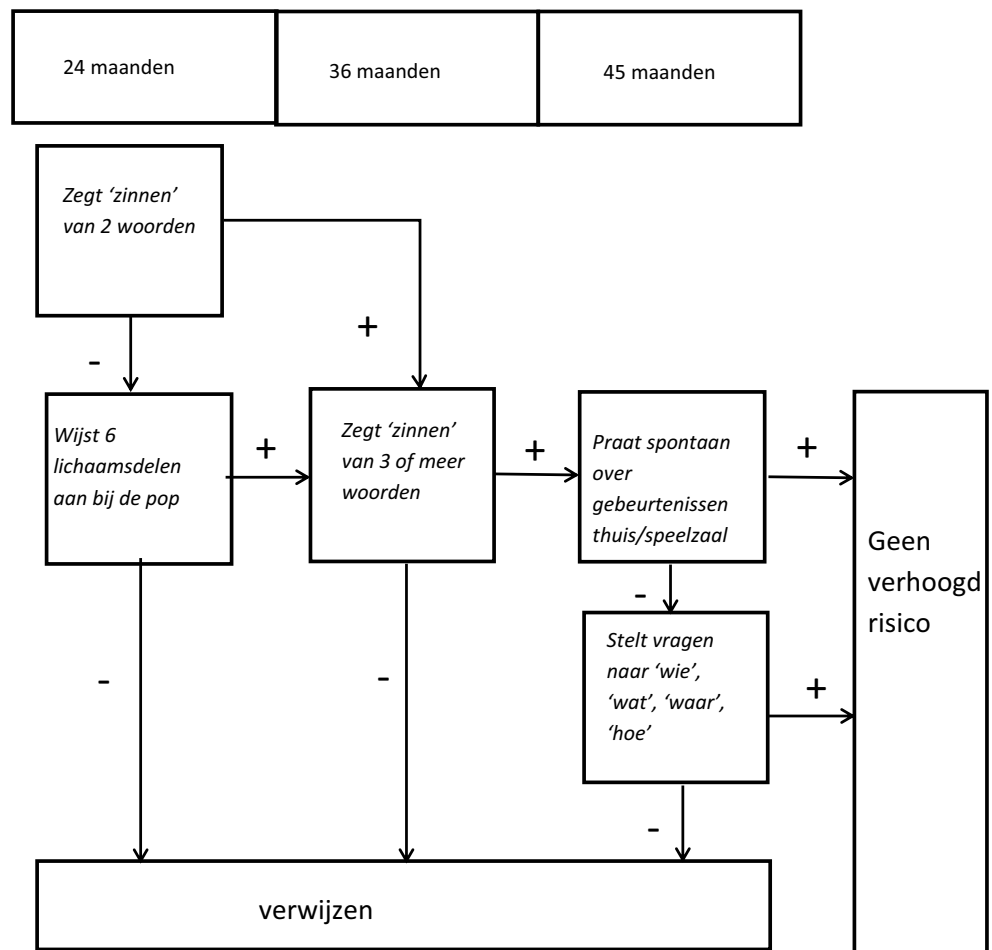 24 maanden
36 maanden
45 maanden
Zegt ‘zinnen’
van 2 woorden
+
-
Wijst 6
lichaamsdelen
aan bij de pop
+
Zegt ‘zinnen’
van 3 of meer
woorden
+
Praat spontaan
over
gebeurtenissen
thuis/speelzaal
+
-
Stelt vragen
naar ‘wie’,
‘wat’, ‘waar’,
‘hoe’
+
Geen
verhoogd
risico
-
-
-
verwijzen